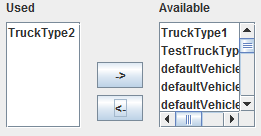 Used
Available
TruckType2
TruckType1
TestTruckTyp
defaultVehicle
defaultVehicle
defaultVehicle
->
<-